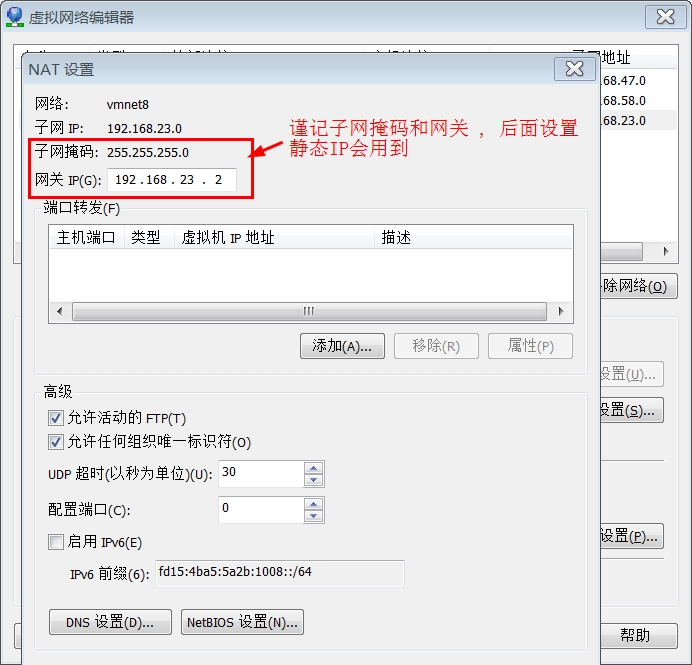 虚拟网络编辑器
地址
NAT 设置
68.47.0
网络: vmnet8
68.58.0
子网 IP: 192.168.23.0
68.23.0
子网掩码: 255.255.255.0
网关 IP(G): 192 . 168 . 23 . 2
谨记子网掩码和网关 ，后面设置
静态IP会用到
端口转发(F)
主机端口 类型 虚拟机 IP 地址 描述
除网络(O)
添加(A)... 移除(R) 属性(P)
设置(U)...
高级
设置(S)...
允许活动的 FTP(T)
允许任何组织唯一标识符(O)
UDP 超时(以秒为单位)(U): 30
配置端口(C): 0
启用 IPv6(E)
设置(P)...
IPv6 前缀(6): fd15:4ba5:5a2b:1008::/64
DNS 设置(D)... NetBIOS 设置(N)...
帮助